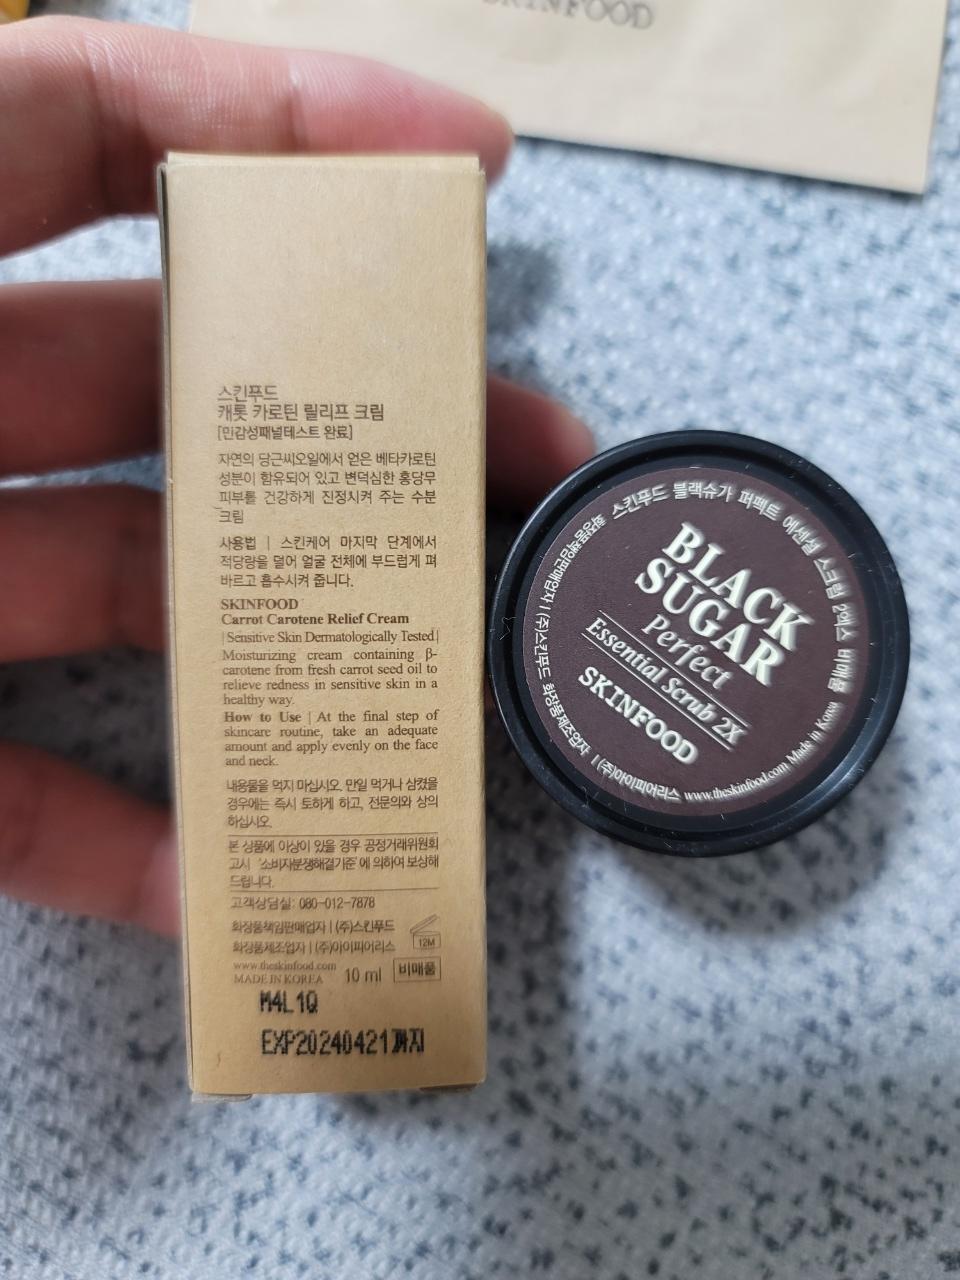 SKINFOOD
스킨푸드
캐롯 카로틴 릴리프 크림
[민감성패널테스트 완료]
자연의 당근씨오일에서 얻은 베타카로틴
성분이 함유되어 있고 변덕심한 홍당무
피부를 건강하게 진정시켜 주는 수분
크림
사용법 | 스킨케어 마지막 단계에서
적당량을 덜어 얼굴 전체에 부드럽게 펴
바르고 흡수시켜 줍니다.
SKINFOOD
Carrot Carotene Relief Cream
| Sensitive Skin Dermatologically Tested |
Moisturizing cream containing β-
carotene from fresh carrot seed oil to
relieve redness in sensitive skin in a
healthy way.
How to Use | At the final step of
skincare routine, take an adequate
amount and apply evenly on the face
and neck.
내용물을 먹지 마십시오. 만일 먹거나 삼켰을
경우에는 즉시 토하게 하고, 전문의와 상의
하십시오.
본 상품에 이상이 있을 경우 공정거래위원회
고시 '소비자분쟁해결기준'에 의하여 보상해
드립니다.
고객상담실: 080-012-7878
화장품책임판매업자 | (주)스킨푸드
화장품제조업자 | (주)아이피어리스
12M
www.theskinfood.com
MADE IN KOREA 10 ml 비매품
M4L1Q
EXP20240421까지
스킨푸드 블랙슈가 퍼펙트 에센셜 스크럽 2엑스 비매품
BLACK
SUGAR
Perfect
Essential Scrub 2X
SKINFOOD
화장품책임판매업자 | (주)스킨푸드 화장품제조업자 | (주)아이피어리스 www.theskinfood.com Made in Korea